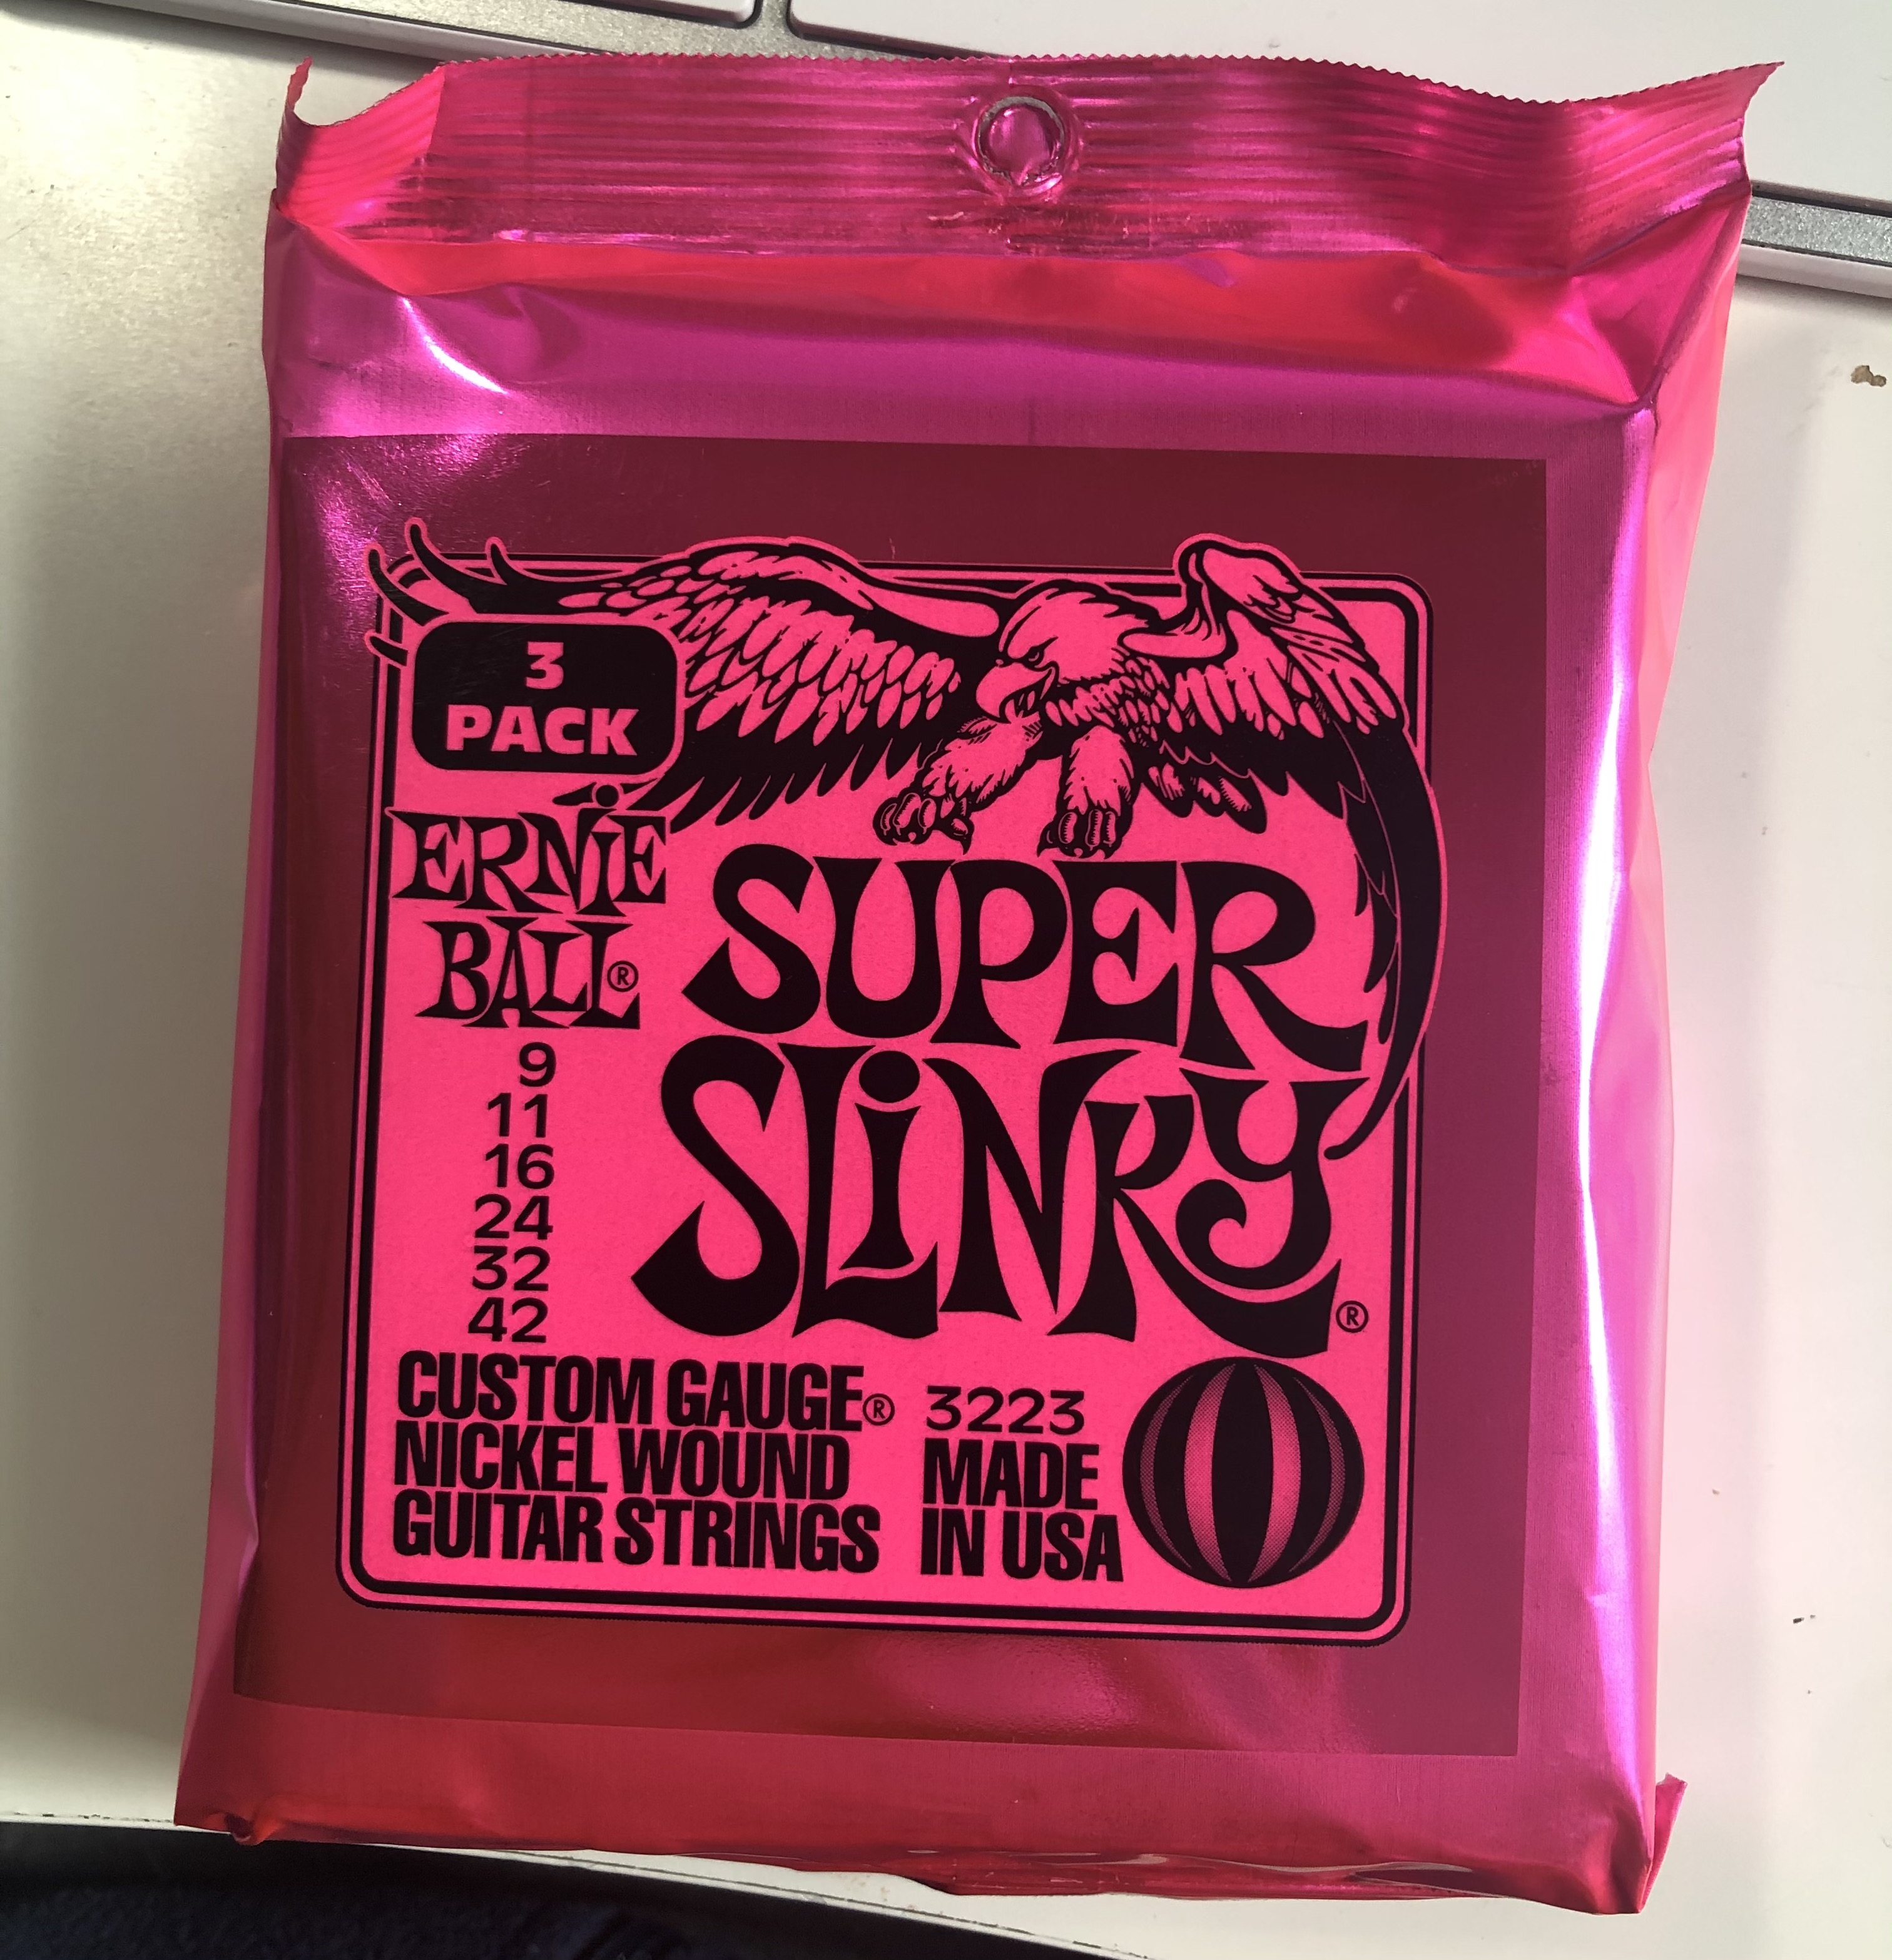 3
PACK
ERNiE
BALL®
SUPER
SLiNKY®
9
11
16
24
32
42
CUSTOM GAUGE®
NICKEL WOUND
GUITAR STRINGS
3223
MADE
IN USA